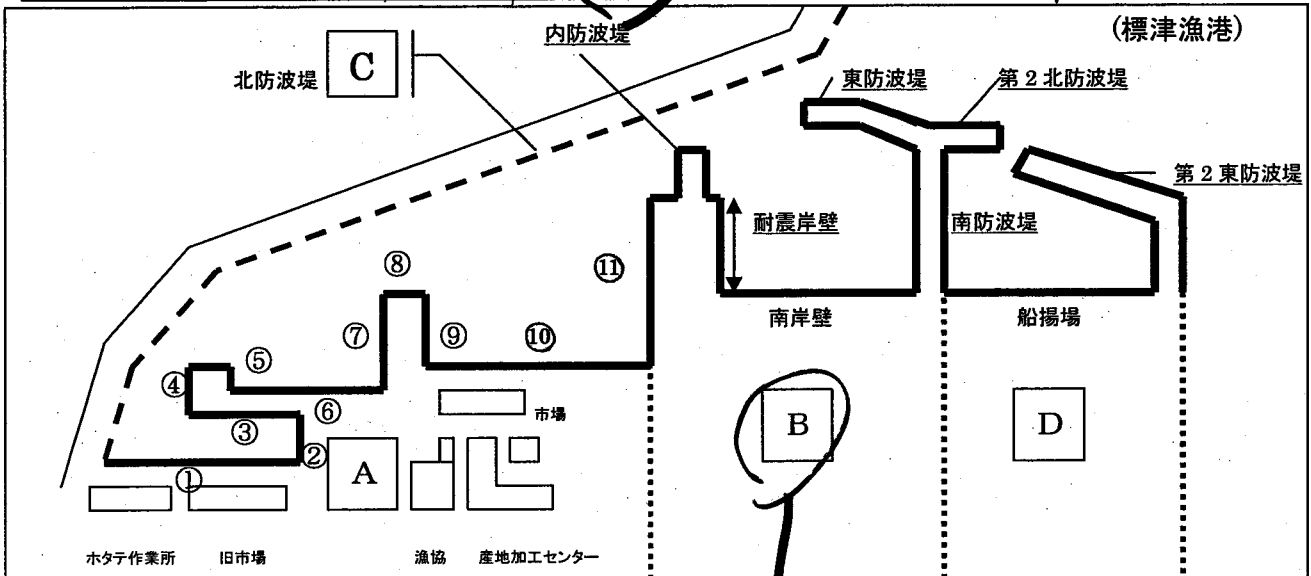 (標津漁港)
内防波堤
北防波堤 C
東防波堤
第2北防波堤
第2東防波堤
耐震岸壁
南防波堤
⑧
⑪
⑦
⑨
⑩
南岸壁
船揚場
⑤
④
⑥
市場
③
②
A
B
D
①
ホタテ作業所
旧市場
漁協
産地加工センター